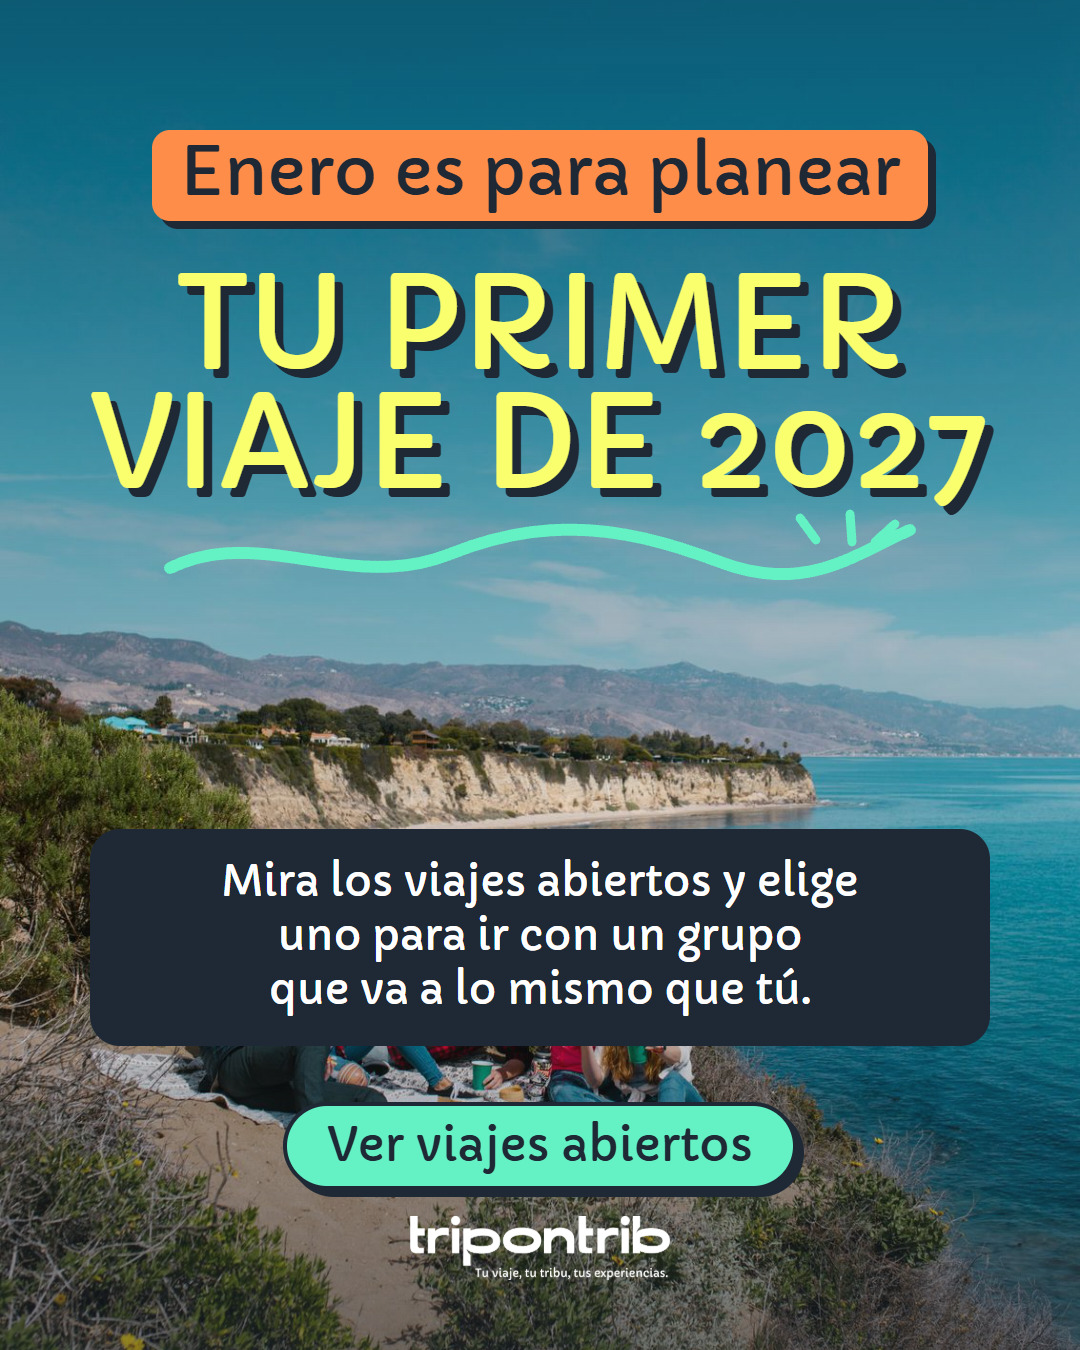 Enero es para planear
TU PRIMER
VIAJE DE 2027
Mira los viajes abiertos y elige
uno para ir con un grupo
que va a lo mismo que tú.
Ver viajes abiertos
tripontrib
Tu viaje, tu tribu, tus experiencias.